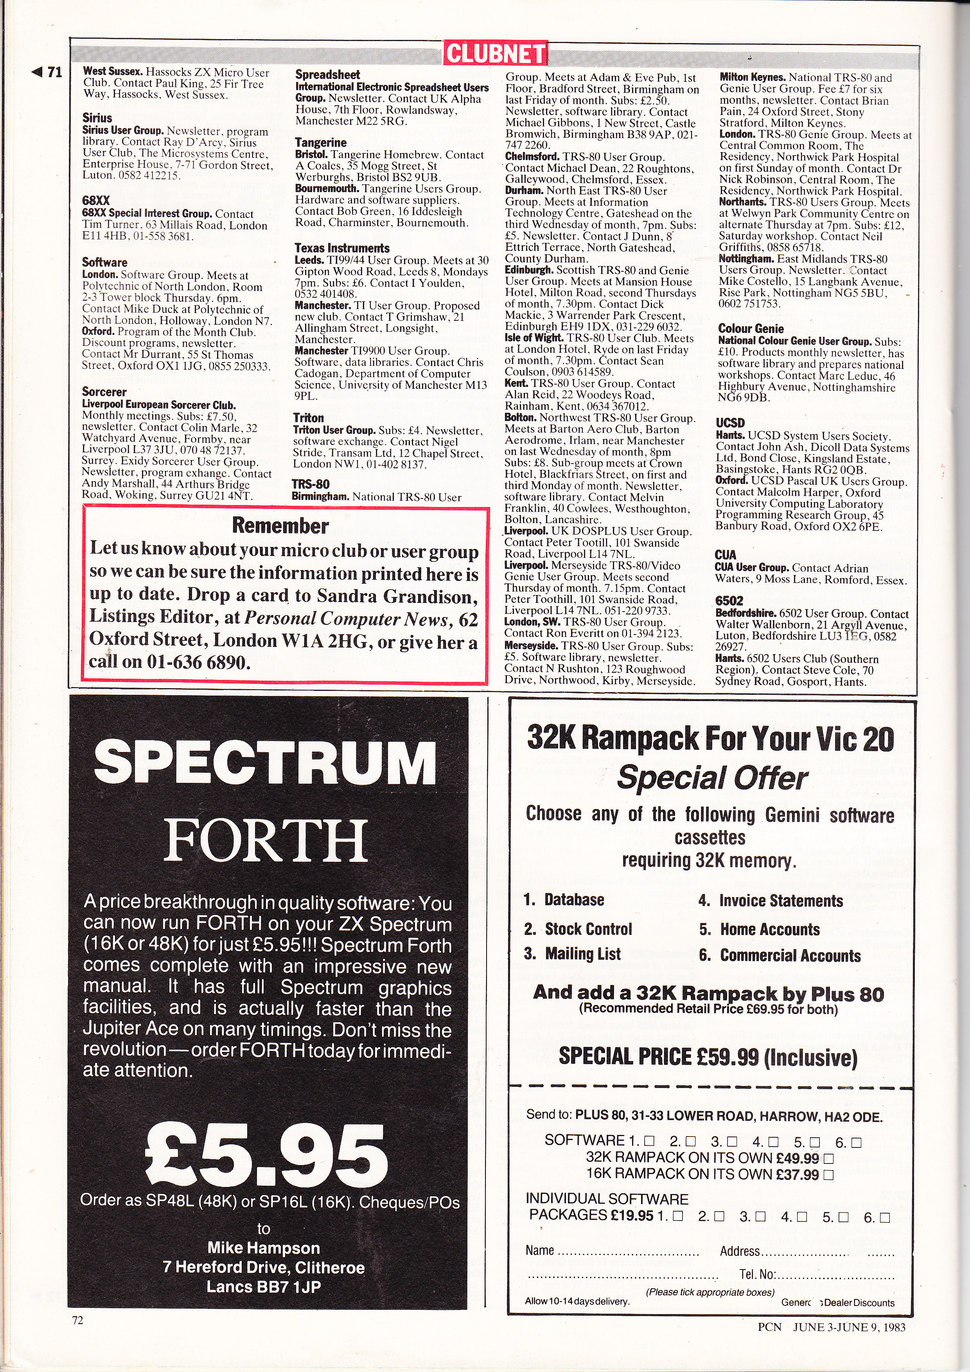 CLUBNET
◄ 71
West Sussex. Hassocks ZX Micro User
Club. Contact Paul King, 25 Fir Tree
Way, Hassocks, West Sussex.
Sirius
Sirius User Group. Newsletter, program
library. Contact Ray D'Arcy, Sirius
User Club, The Microsystems Centre,
Enterprise House, 7-71 Gordon Street,
Luton. 0582 412215.
68XX
68XX Special Interest Group. Contact
Tim Turner, 63 Millais Road, London
E11 4HB, 01-558 3681.
Software
London. Software Group. Meets at
Polytechnic of North London, Room
2-3 Tower block Thursday. 6pm.
Contact Mike Duck at Polytechnic of
North London, Holloway, London N7.
Oxford. Program of the Month Club.
Discount programs, newsletter.
Contact Mr Durrant, 55 St Thomas
Street, Oxford OX1 1JG, 0855 250333.
Sorcerer
Liverpool European Sorcerer Club.
Monthly meetings. Subs: £7.50,
newsletter. Contact Colin Marle, 32
Watchyard Avenue, Formby, near
Liverpool L37 3JU, 070 48 72137.
Surrey. Exidy Sorcerer User Group.
Newsletter, program exhange. Contact
Andy Marshall, 44 Arthurs Bridge
Road, Woking, Surrey GU21 4NT.
Spreadsheet
International Electronic Spreadsheet Users
Group. Newsletter. Contact UK Alpha
House, 7th Floor, Rowlandsway,
Manchester M22 5RG.
Tangerine
Bristol. Tangerine Homebrew. Contact
A Coales, 35 Mogg Street, St
Werburghs, Bristol BS2 9UB.
Bournemouth. Tangerine Users Group.
Hardware and software suppliers.
Contact Bob Green, 16 Iddesleigh
Road, Charminster, Bournemouth.
Texas Instruments
Leeds. TI99/44 User Group. Meets at 30
Gipton Wood Road, Leeds 8, Mondays
7pm. Subs: £6. Contact I Youlden,
0532 401408.
Manchester. TI User Group. Proposed
new club. Contact T Grimshaw, 21
Allingham Street, Longsight,
Manchester.
Manchester TI9900 User Group.
Software, data libraries. Contact Chris
Cadogan, Department of Computer
Science, University of Manchester M13
9PL.
Triton
Triton User Group. Subs: £4. Newsletter,
software exchange. Contact Nigel
Stride, Transam Ltd, 12 Chapel Street,
London NW1, 01-402 8137.
TRS-80
Birmingham. National TRS-80 User
Group. Meets at Adam & Eve Pub, 1st
Floor, Bradford Street, Birmingham on
last Friday of month. Subs: £2.50.
Newsletter, software library. Contact
Michael Gibbons, 1 New Street, Castle
Bromwich, Birmingham B38 9AP, 021-
747 2260.
Chelmsford. TRS-80 User Group.
Contact Michael Dean, 22 Roughtons,
Galleywood, Chelmsford, Essex.
Durham. North East TRS-80 User
Group. Meets at Information
Technology Centre, Gateshead on the
third Wednesday of month, 7pm. Subs:
£5. Newsletter. Contact J Dunn, 8
Ettrich Terrace, North Gateshead,
County Durham.
Edinburgh. Scottish TRS-80 and Genie
User Group. Meets at Mansion House
Hotel, Milton Road, second Thursdays
of month, 7.30pm. Contact Dick
Mackie, 3 Warrender Park Crescent,
Edinburgh EH9 1DX, 031-229 6032.
Isle of Wight. TRS-80 User Club. Meets
at London Hotel, Ryde on last Friday
of month, 7.30pm. Contact Sean
Coulson, 0903 614589.
Kent. TRS-80 User Group. Contact
Alan Reid, 22 Woodeys Road,
Rainham, Kent, 0634 367012.
Bolton. Northwest TRS-80 User Group.
Meets at Barton Aero Club, Barton
Aerodrome, Irlam, near Manchester
on last Wednesday of month, 8pm
Subs: £8. Sub-group meets at Crown
Hotel, Blackfriars Street, on first and
third Monday of month. Newsletter,
software library. Contact Melvin
Franklin, 40 Cowlees, Westhoughton,
Bolton, Lancashire.
Liverpool. UK DOSPLUS User Group.
Contact Peter Tootill, 101 Swanside
Road, Liverpool L14 7NL.
Liverpool. Merseyside TRS-80/Video
Genie User Group. Meets second
Thursday of month. 7.15pm. Contact
Peter Toothill, 101 Swanside Road,
Liverpool L14 7NL. 051-220 9733.
London, SW. TRS-80 User Group.
Contact Ron Everitt on 01-394 2123.
Merseyside. TRS-80 User Group. Subs:
£5. Software library, newsletter.
Contact N Rushton, 123 Roughwood
Drive, Northwood, Kirby, Merseyside.
Milton Keynes. National TRS-80 and
Genie User Group. Fee £7 for six
months, newsletter. Contact Brian
Pain, 24 Oxford Street, Stony
Stratford, Milton Keynes.
London. TRS-80 Genie Group. Meets at
Central Common Room, The
Residency, Northwick Park Hospital
on first Sunday of month. Contact Dr
Nick Robinson, Central Room, The
Residency, Northwick Park Hospital.
Northants. TRS-80 Users Group. Meets
at Welwyn Park Community Centre on
alternate Thursday at 7pm. Subs: £12,
Saturday workshop. Contact Neil
Griffiths, 0858 65718.
Nottingham. East Midlands TRS-80
Users Group. Newsletter. Contact
Mike Costello, 15 Langbank Avenue,
Rise Park, Nottingham NG5 5BU,
0602 751753.
Colour Genie
National Colour Genie User Group. Subs:
£10. Products monthly newsletter, has
software library and prepares national
workshops. Contact Marc Leduc, 46
Highbury Avenue, Nottinghamshire
NG6 9DB.
UCSD
Hants. UCSD System Users Society.
Contact John Ash, Dicoll Data Systems
Ltd, Bond Close, Kingsland Estate,
Basingstoke, Hants RG2 0QB.
Oxford. UCSD Pascal UK Users Group.
Contact Malcolm Harper, Oxford
University Computing Laboratory
Programming Research Group, 45
Banbury Road, Oxford OX2 6PE.
CUA
CUA User Group. Contact Adrian
Waters, 9 Moss Lane, Romford, Essex.
6502
Bedfordshire. 6502 User Group. Contact
Walter Wallenborn, 21 Argyll Avenue,
Luton, Bedfordshire LU3 1EG, 0582
26927.
Hants. 6502 Users Club (Southern
Region), Contact Steve Cole, 70
Sydney Road, Gosport, Hants.
Remember
Let us know about your micro club or user group
so we can be sure the information printed here is
up to date. Drop a card to Sandra Grandison,
Listings Editor, at Personal Computer News, 62
Oxford Street, London W1A 2HG, or give her a
call on 01-636 6890.
SPECTRUM
FORTH
A price breakthrough in quality software: You
can now run FORTH on your ZX Spectrum
(16K or 48K) for just £5.95!!! Spectrum Forth
comes complete with an impressive new
manual. It has full Spectrum graphics
facilities, and is actually faster than the
Jupiter Ace on many timings. Don't miss the
revolution—order FORTH today for immedi-
ate attention.
£5.95
Order as SP48L (48K) or SP16L (16K). Cheques/POs
to
Mike Hampson
7 Hereford Drive, Clitheroe
Lancs BB7 1JP
32K Rampack For Your Vic 20
Special Offer
Choose any of the following Gemini software
cassettes
requiring 32K memory.
1. Database
2. Stock Control
3. Mailing List
4. Invoice Statements
5. Home Accounts
6. Commercial Accounts
And add a 32K Rampack by Plus 80
(Recommended Retail Price £69.95 for both)
SPECIAL PRICE £59.99 (Inclusive)
Send to: PLUS 80, 31-33 LOWER ROAD, HARROW, HA2 ODE.
SOFTWARE 1. □ 2. □ 3. □ 4. □ 5. □ 6. □
32K RAMPACK ON ITS OWN £49.99 □
16K RAMPACK ON ITS OWN £37.99 □
INDIVIDUAL SOFTWARE
PACKAGES £19.95 1. □ 2. □ 3. □ 4. □ 5. □ 6. □
Name ........ Address........
Tel. No:........
(Please tick appropriate boxes)
Allow 10-14 days delivery. Dealer Discounts
72
PCN JUNE 3-JUNE 9, 1983